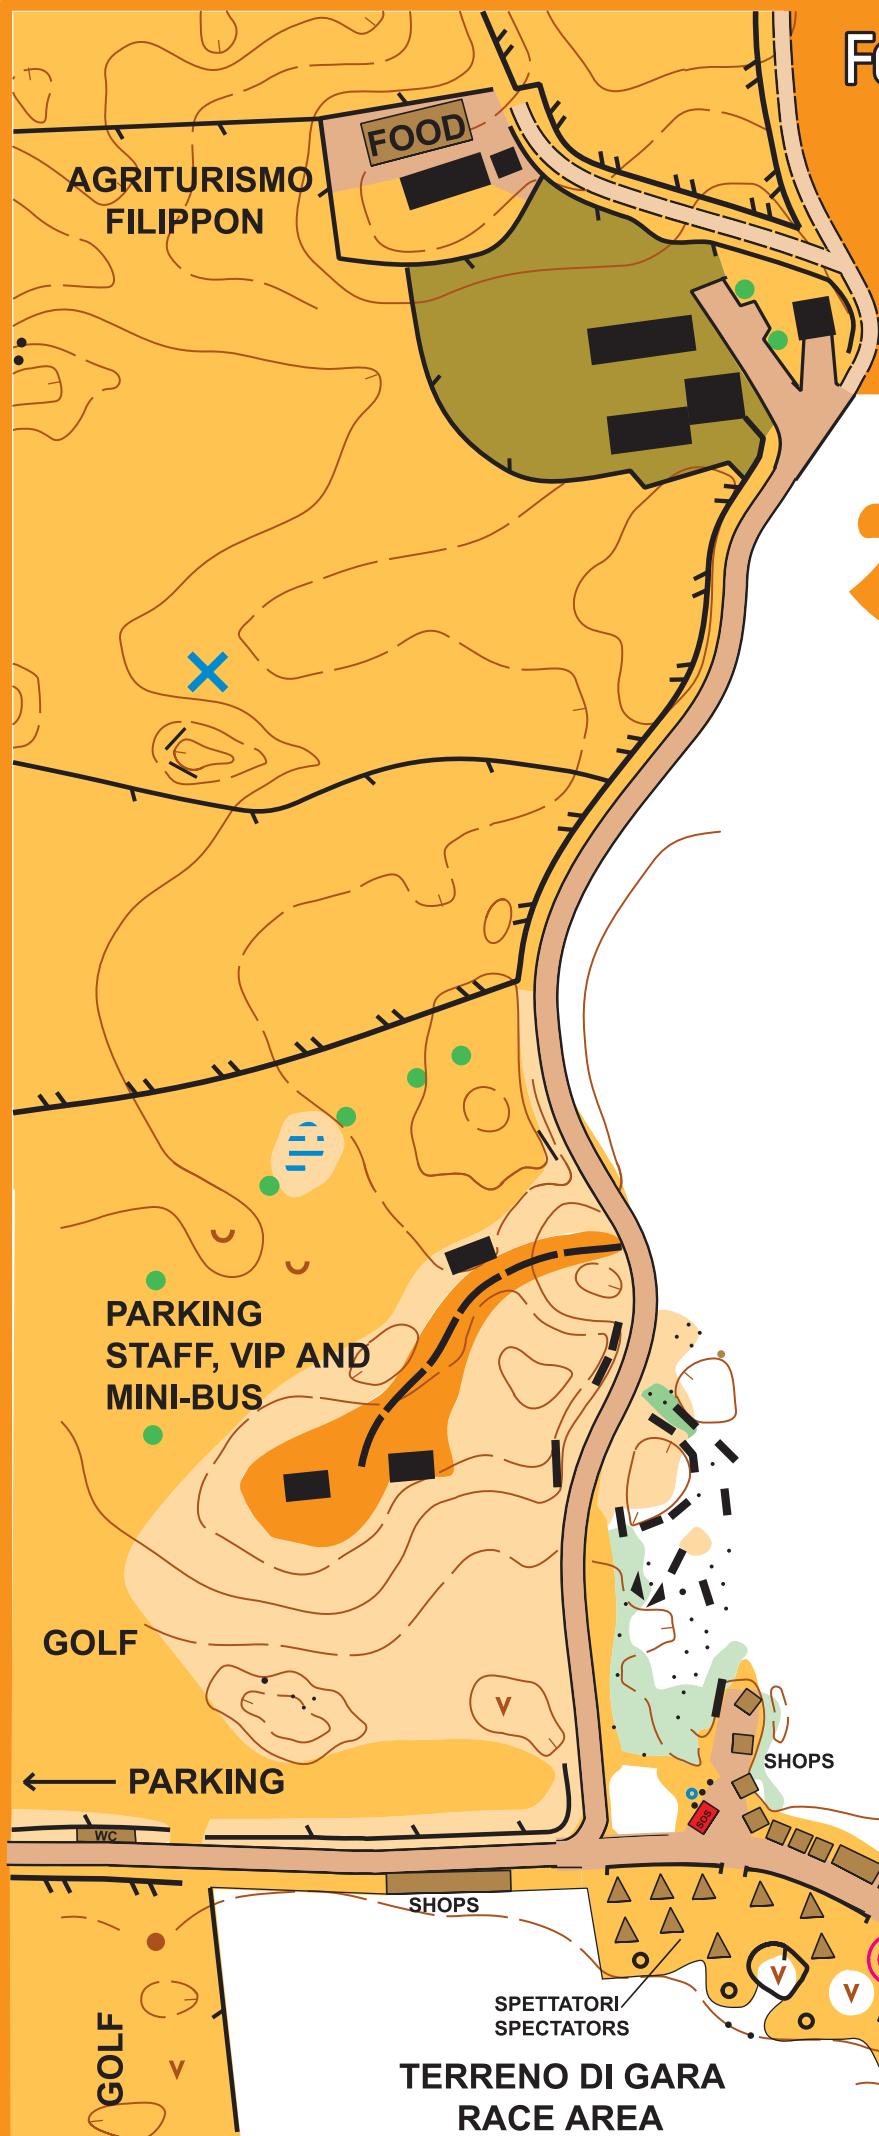 FOOD
AGRITURISMO
FILIPPON
PARKING
STAFF, VIP AND
MINI-BUS
GOLF
PARKING
SHOPS
SOS
WC
SHOPS
SPETTATORI
SPECTATORS
GOLF
TERRENO DI GARA
RACE AREA